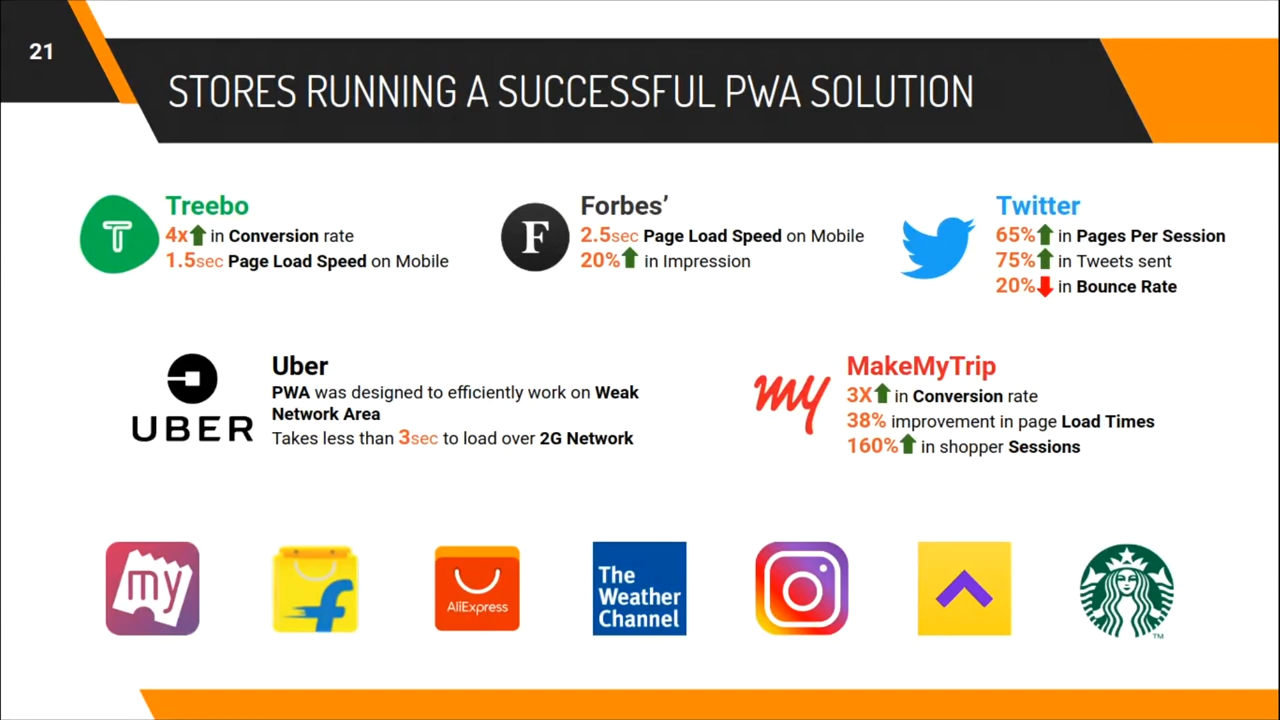 21
STORES RUNNING A SUCCESSFUL PWA SOLUTION
T
Treebo
4x in Conversion rate
1.5sec Page Load Speed on Mobile
F
Forbes’
2.5sec Page Load Speed on Mobile
20% in Impression
Twitter
65% in Pages Per Session
75% in Tweets sent
20% in Bounce Rate
UBER
Uber
PWA was designed to efficiently work on Weak
Network Area
Takes less than 3sec to load over 2G Network
my
MakeMyTrip
3X in Conversion rate
38% improvement in page Load Times
160% in shopper Sessions
my
f
AliExpress
The
Weather
Channel
TM